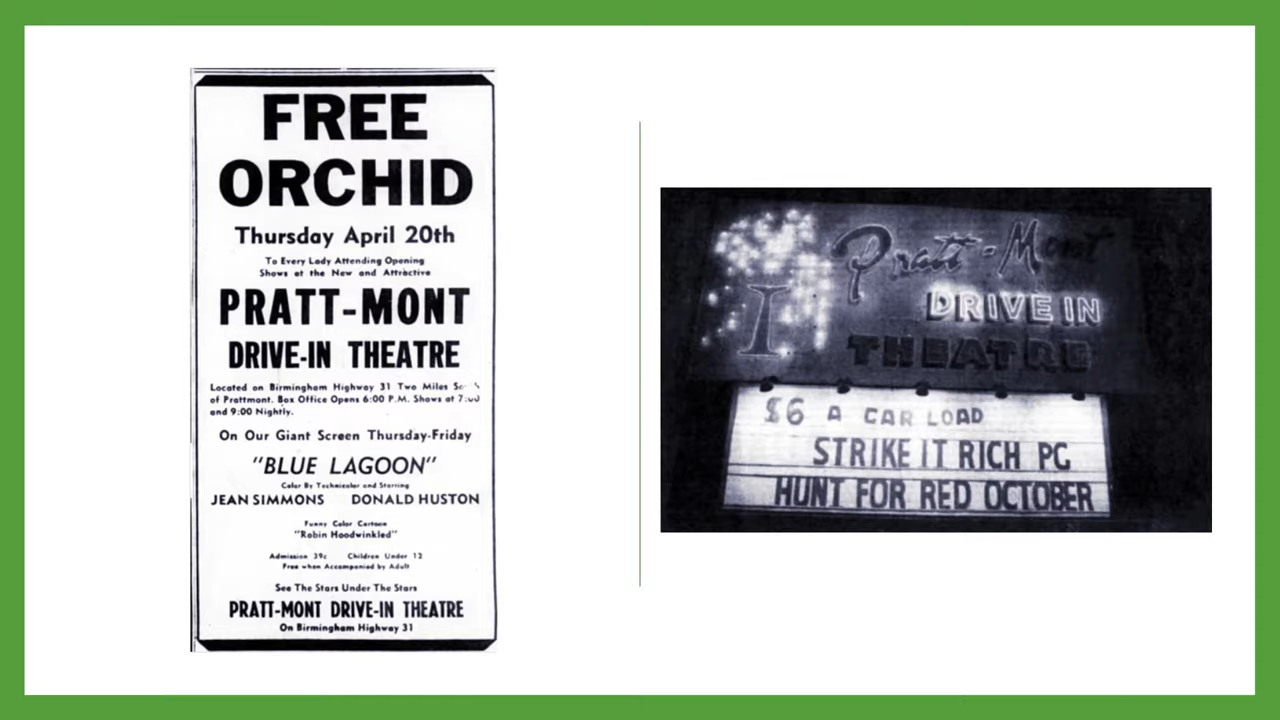 FREE
ORCHID
Thursday April 20th
To Every Lady Attending Opening
Shows at the New and Attractive
PRATT-MONT
DRIVE-IN THEATRE
Located on Birmingham Highway 31 Two Miles
of Prattmont. Box Office Opens 6:00 P.M. Shows at 7:00
and 9:00 Nightly.
On Our Giant Screen Thursday-Friday
"BLUE LAGOON"
Color By Technicolor and Starring
JEAN SIMMONS DONALD HUSTON
Funny Color Cartoon
"Robin Hoodwinkled"
Admission 39c Children Under 12
Free when Accompanied by Adult
See The Stars Under The Stars
PRATT-MONT DRIVE-IN THEATRE
On Birmingham Highway 31
Pratt-Mont
DRIVE IN
THEATRE
$6 A CAR LOAD
STRIKE IT RICH PG
HUNT FOR RED OCTOBER